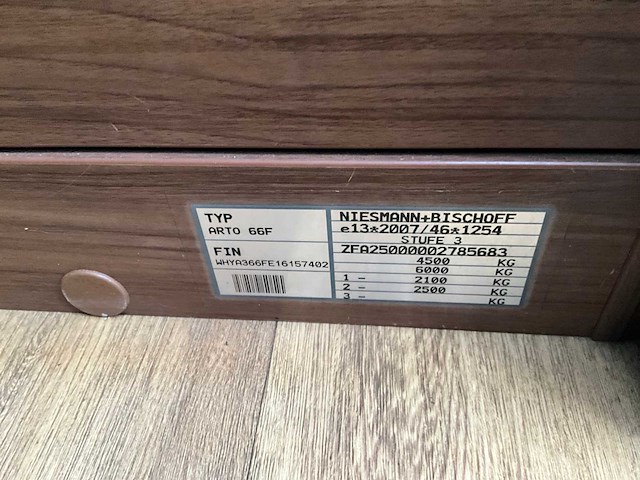 TYP
ARTO 66F
FIN
WHYA366FE16157402
NIESMANN+BISCHOFF
e13*2007/46*1254
STUFE 3
ZFA25000002785683
4500 KG
6000 KG
1 - 2100 KG
2 - 2500 KG
3 - KG